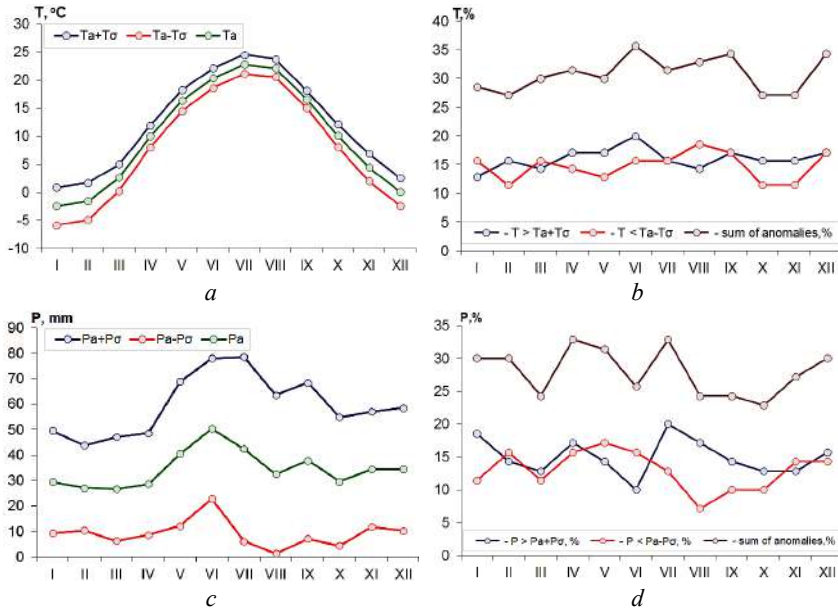 T, °C
Ta+Tσ Ta-Tσ Ta
30
25
20
15
10
5
0
-5
-10
I II III IV V VI VII VIII IX X XI XII
a
T,%
40
35
30
25
20
15
10
5
0
- T > Ta+Tσ - T < Ta-Tσ - sum of anomalies,%
I II III IV V VI VII VIII IX X XI XII
b
P, mm
Pa+Pσ Pa-Pσ Pa
90
80
70
60
50
40
30
20
10
0
I II III IV V VI VII VIII IX X XI XII
c
P,%
35
30
25
20
15
10
5
0
- P > Pa+Pσ, % - P < Pa-Pσ, % - sum of anomalies,%
I II III IV V VI VII VIII IX X XI XII
d